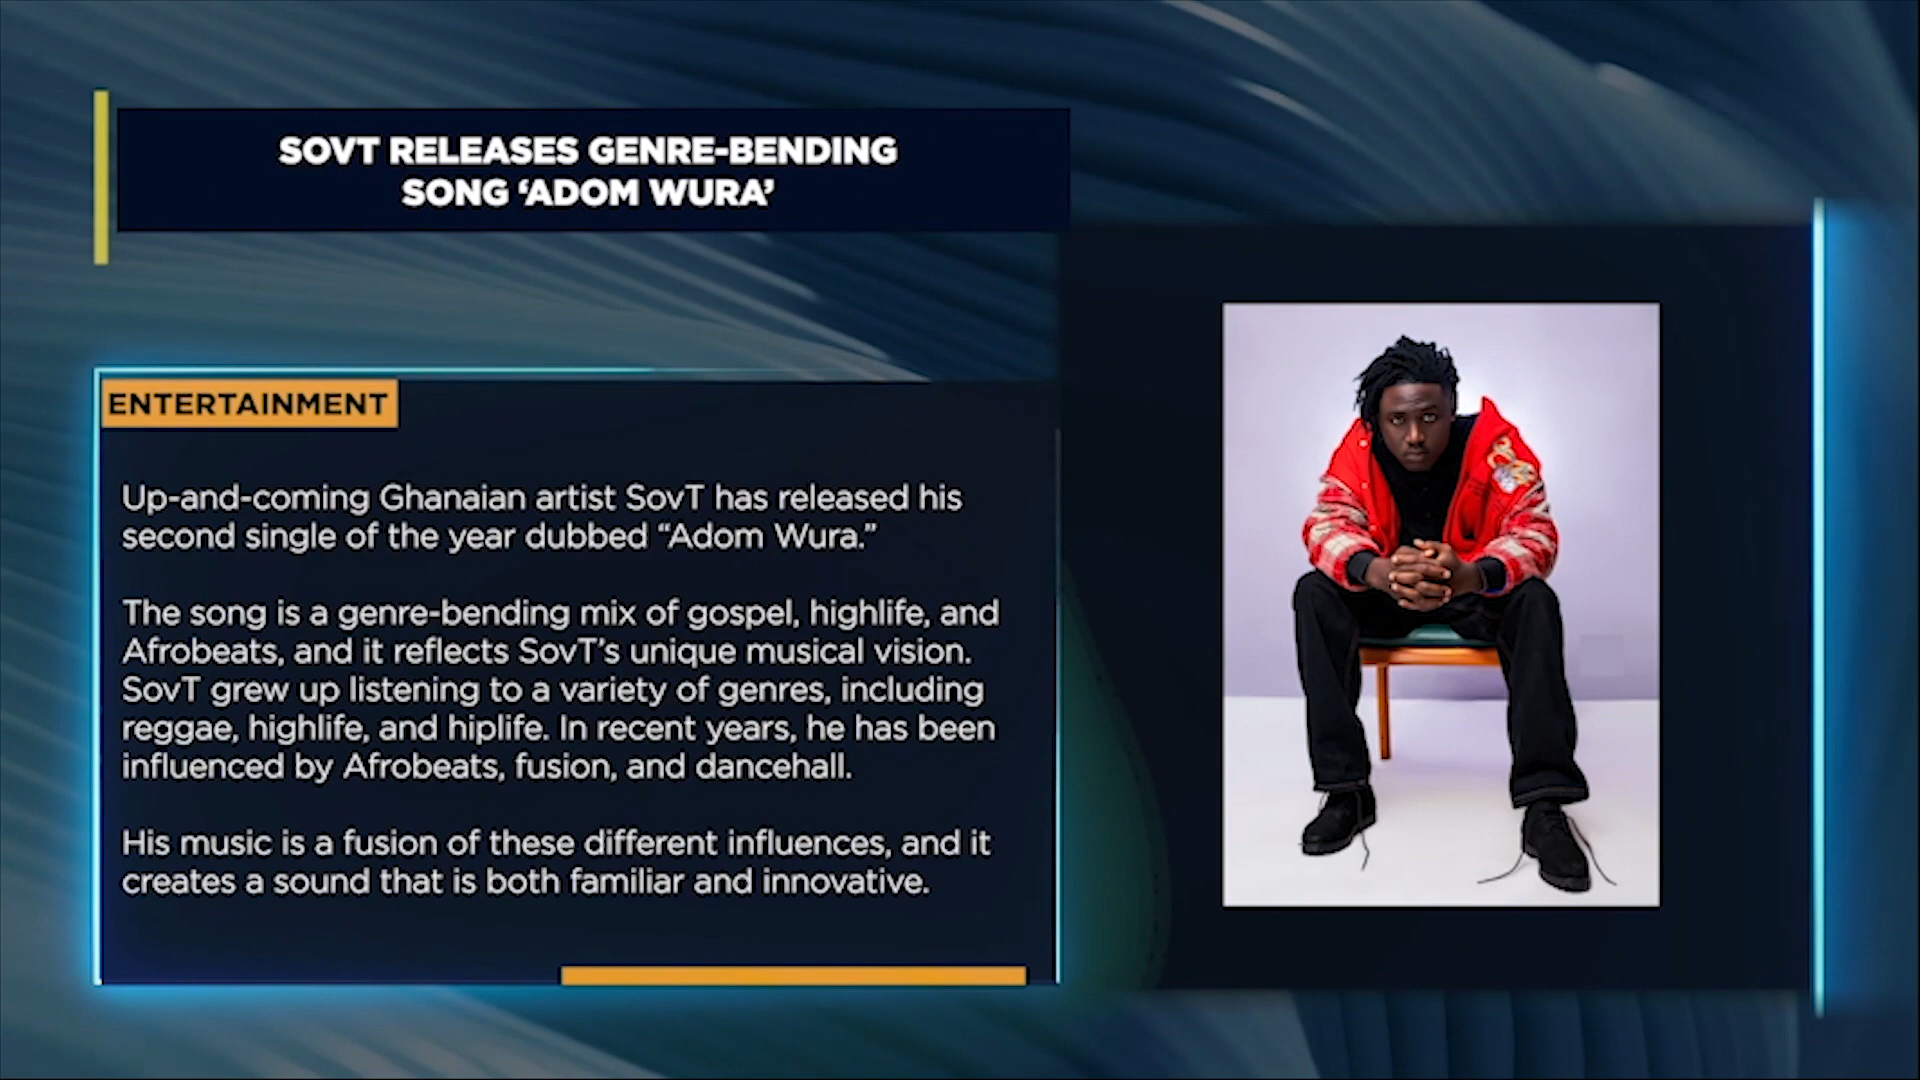 SOVT RELEASES GENRE-BENDING
SONG ‘ADOM WURA’
ENTERTAINMENT
Up-and-coming Ghanaian artist SovT has released his
second single of the year dubbed “Adom Wura.”
The song is a genre-bending mix of gospel, highlife, and
Afrobeats, and it reflects SovT’s unique musical vision.
SovT grew up listening to a variety of genres, including
reggae, highlife, and hiplife. In recent years, he has been
influenced by Afrobeats, fusion, and dancehall.
His music is a fusion of these different influences, and it
creates a sound that is both familiar and innovative.